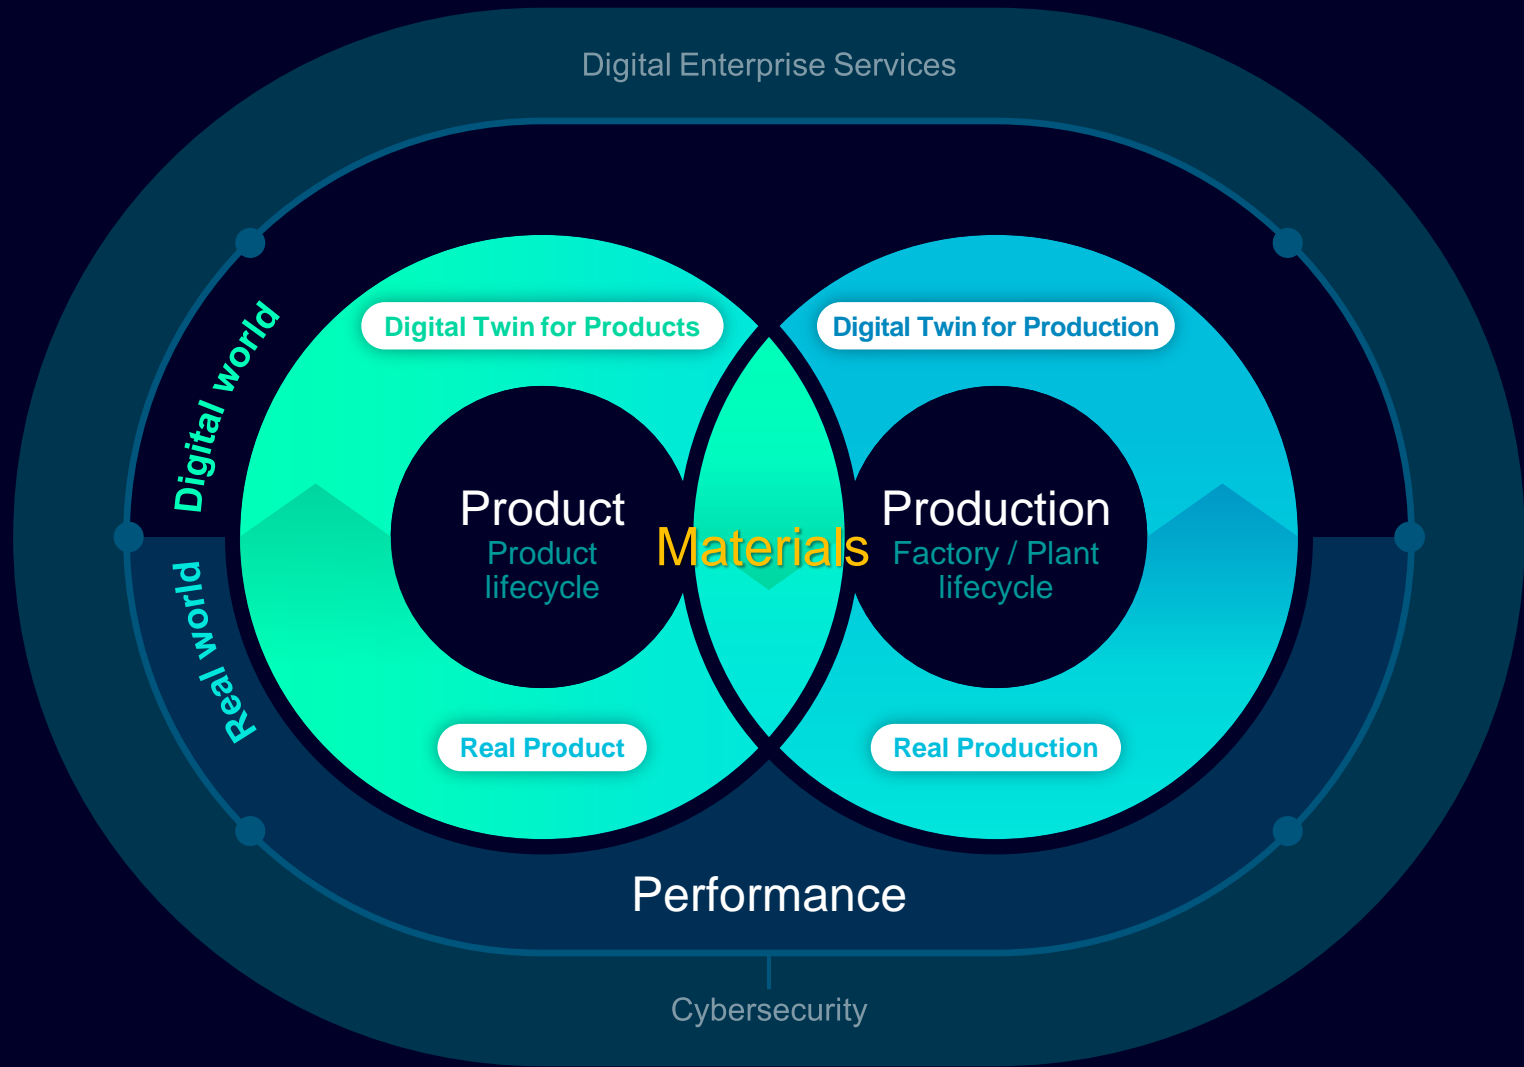 Digital Enterprise Services
Digital world
Digital Twin for Products
Digital Twin for Production
Product
Product
lifecycle
Materials
Production
Factory / Plant
lifecycle
Real world
Real Product
Real Production
Performance
Cybersecurity